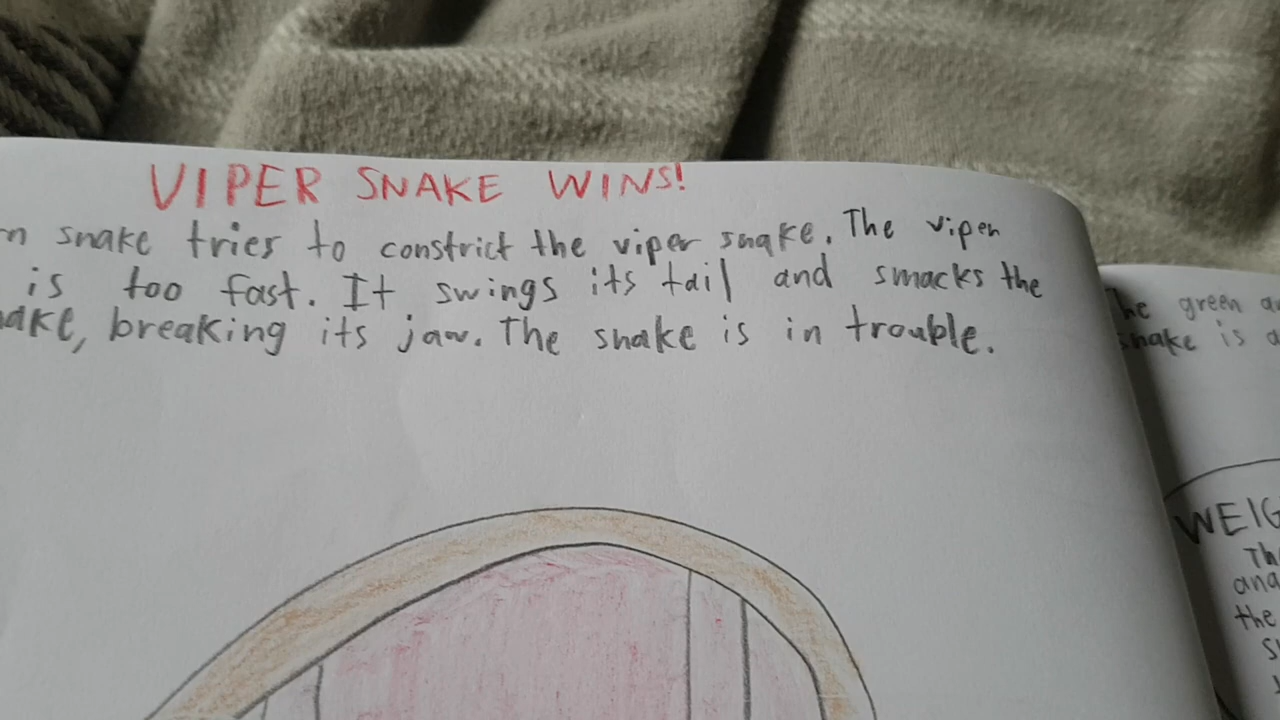 VIPER SNAKE WINS!
snake tries to constrict the viper snake. The viper
is too fast. It swings its tail and smacks the
breaking its jaw. The snake is in trouble.
The green
snake is
the